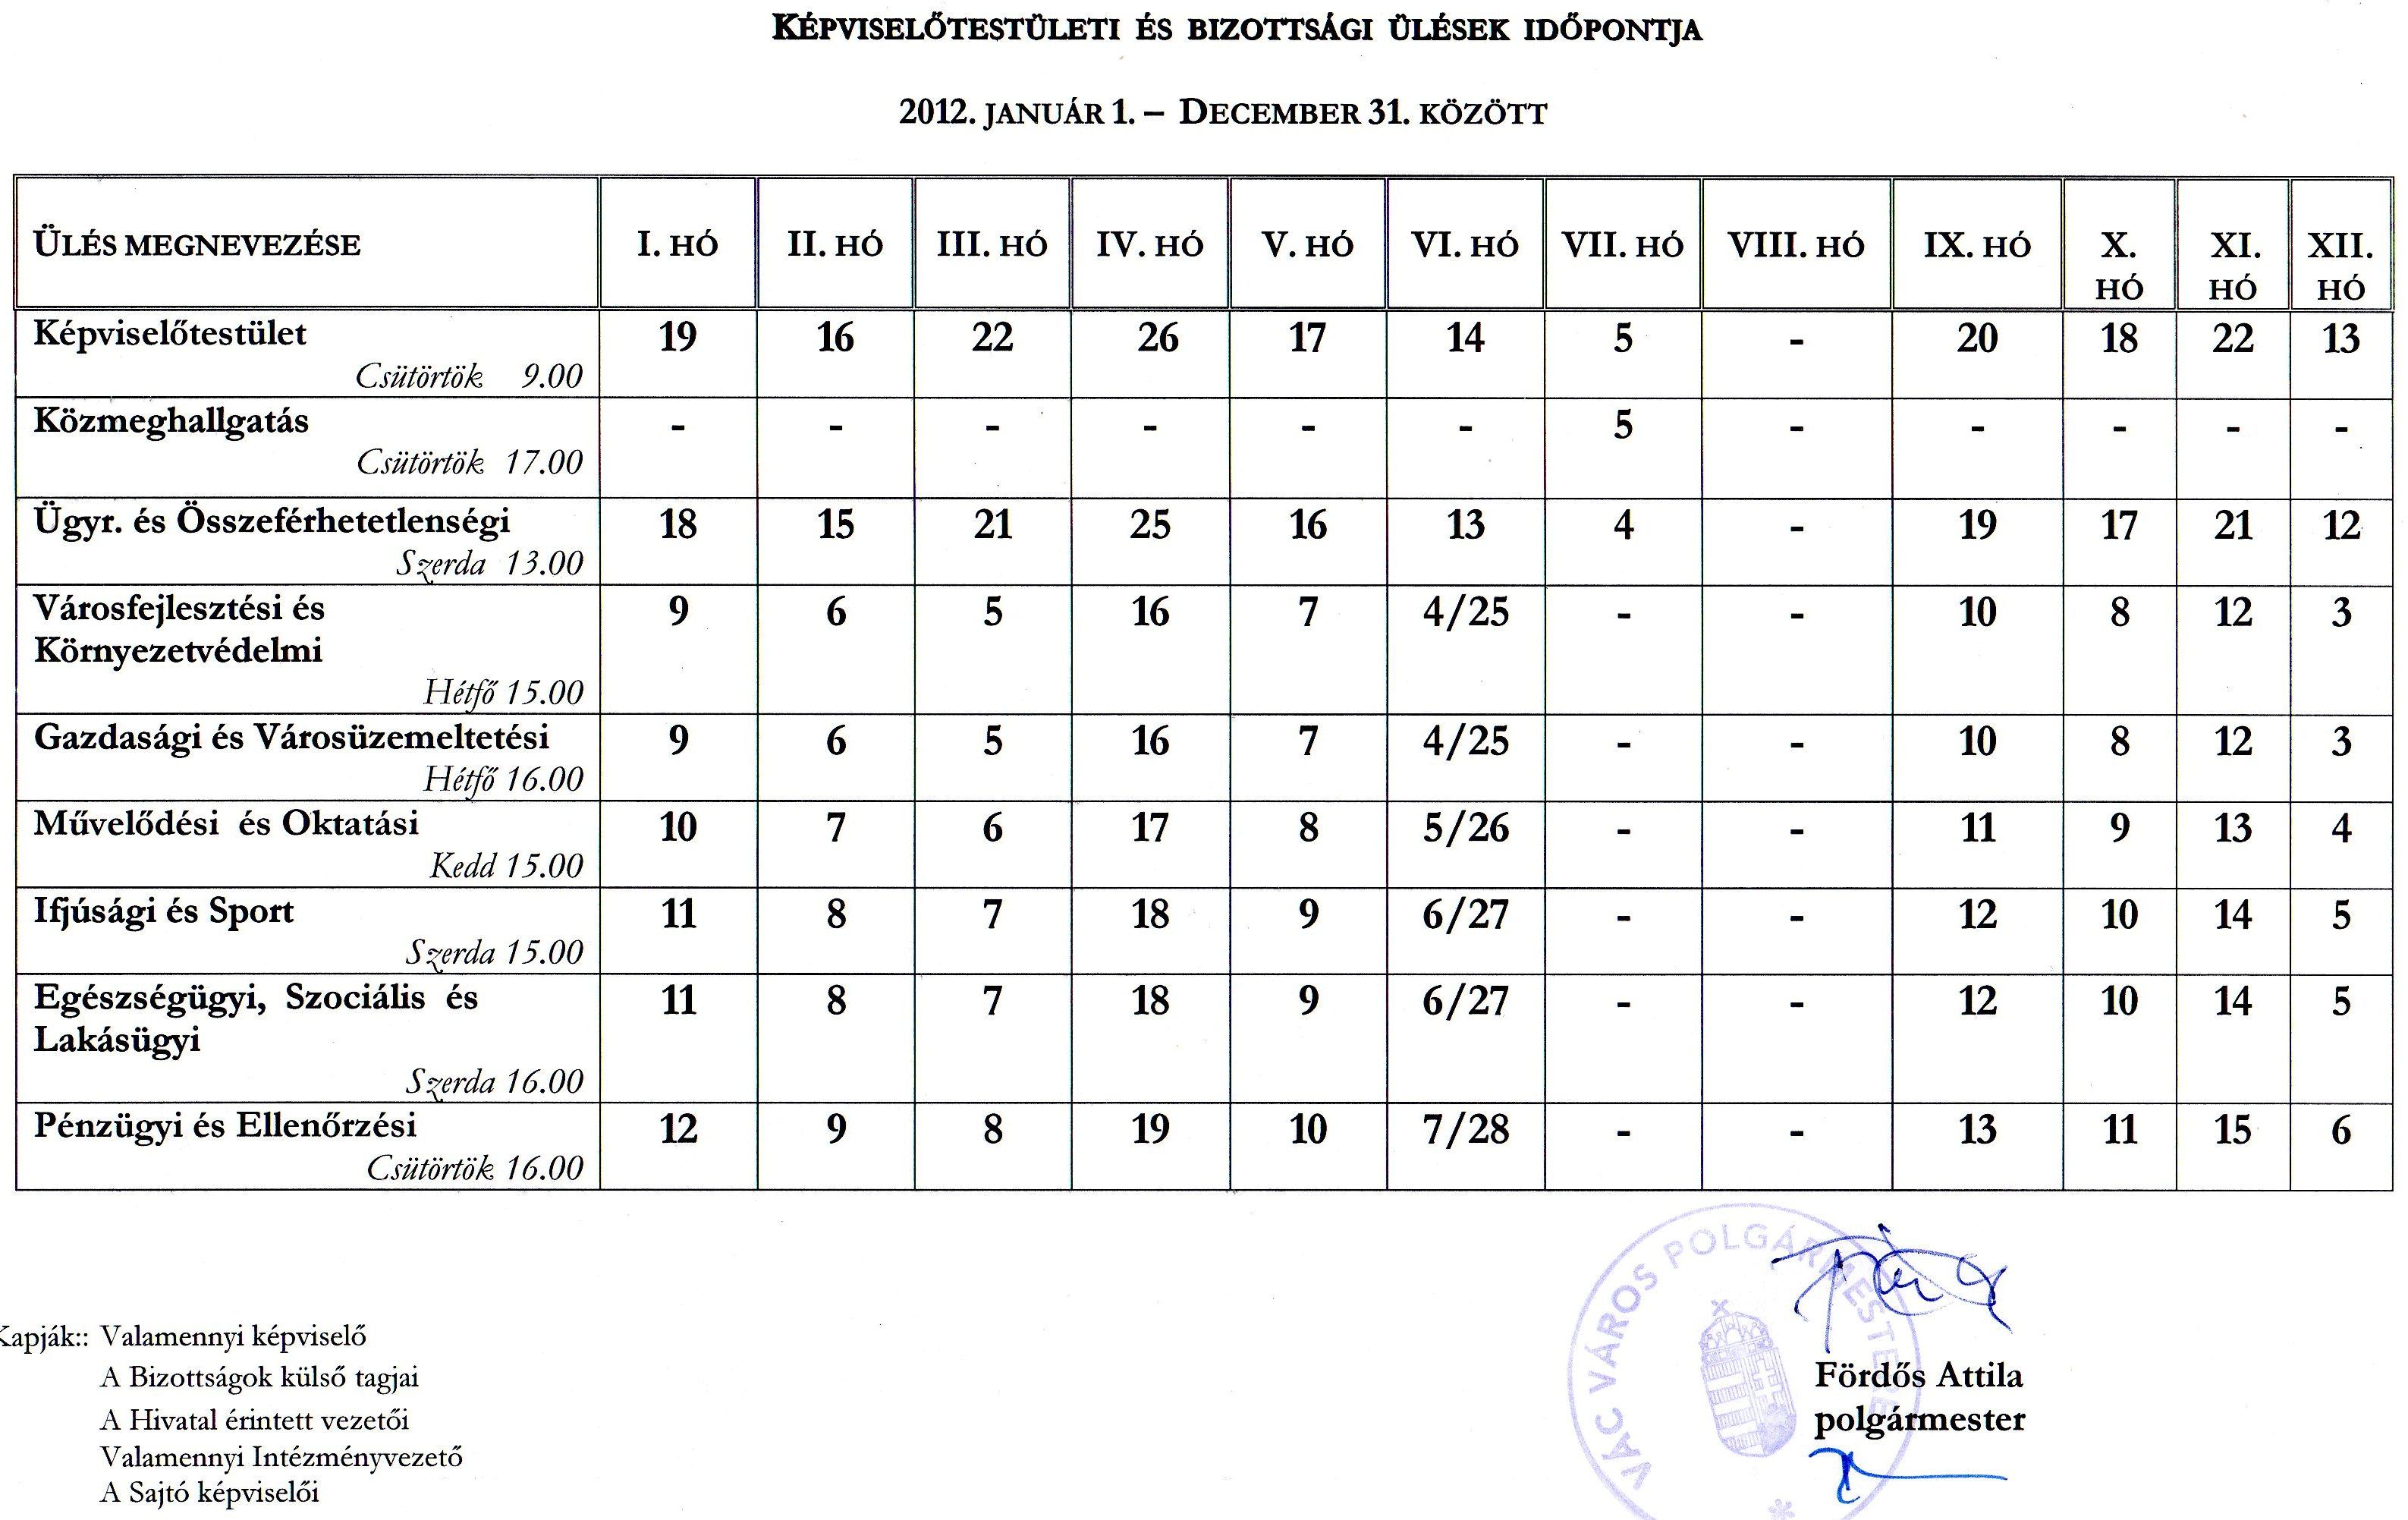 KÉPVISELŐTESTÜLETI ÉS BIZOTTSÁGI ÜLÉSEK IDŐPONTJA
2012. JANUÁR 1. – DECEMBER 31. KÖZÖTT
ÜLÉS MEGNEVEZÉSE I. HÓ II. HÓ III. HÓ IV. HÓ V. HÓ VI. HÓ VII. HÓ VIII. HÓ IX. HÓ X. HÓ XI. HÓ XII. HÓ
Képviselőtestület 19 16 22 26 17 14 5 - 20 18 22 13
Csütörtök 9.00
Közmeghallgatás - - - - - - 5 - - - - -
Csütörtök 17.00
Ügyr. és Összeférhetetlenségi 18 15 21 25 16 13 4 - 19 17 21 12
Szerda 13.00
Városfejlesztési és 9 6 5 16 7 4/25 - - 10 8 12 3
Környezetvédelmi
Hétfő 15.00
Gazdasági és Városüzemeltetési 9 6 5 16 7 4/25 - - 10 8 12 3
Hétfő 16.00
Művelődési és Oktatási 10 7 6 17 8 5/26 - - 11 9 13 4
Kedd 15.00
Ifjúsági és Sport 11 8 7 18 9 6/27 - - 12 10 14 5
Szerda 15.00
Egészségügyi, Szociális és 11 8 7 18 9 6/27 - - 12 10 14 5
Lakásügyi
Szerda 16.00
Pénzügyi és Ellenőrzési 12 9 8 19 10 7/28 - - 13 11 15 6
Csütörtök 16.00
VÁC VÁROS POLGÁRMESTERE
Kapják:: Valamennyi képviselő
A Bizottságok külső tagjai
A Hivatal érintett vezetői
Valamennyi Intézményvezető
A Sajtó képviselői
Fördős Attila
polgármester